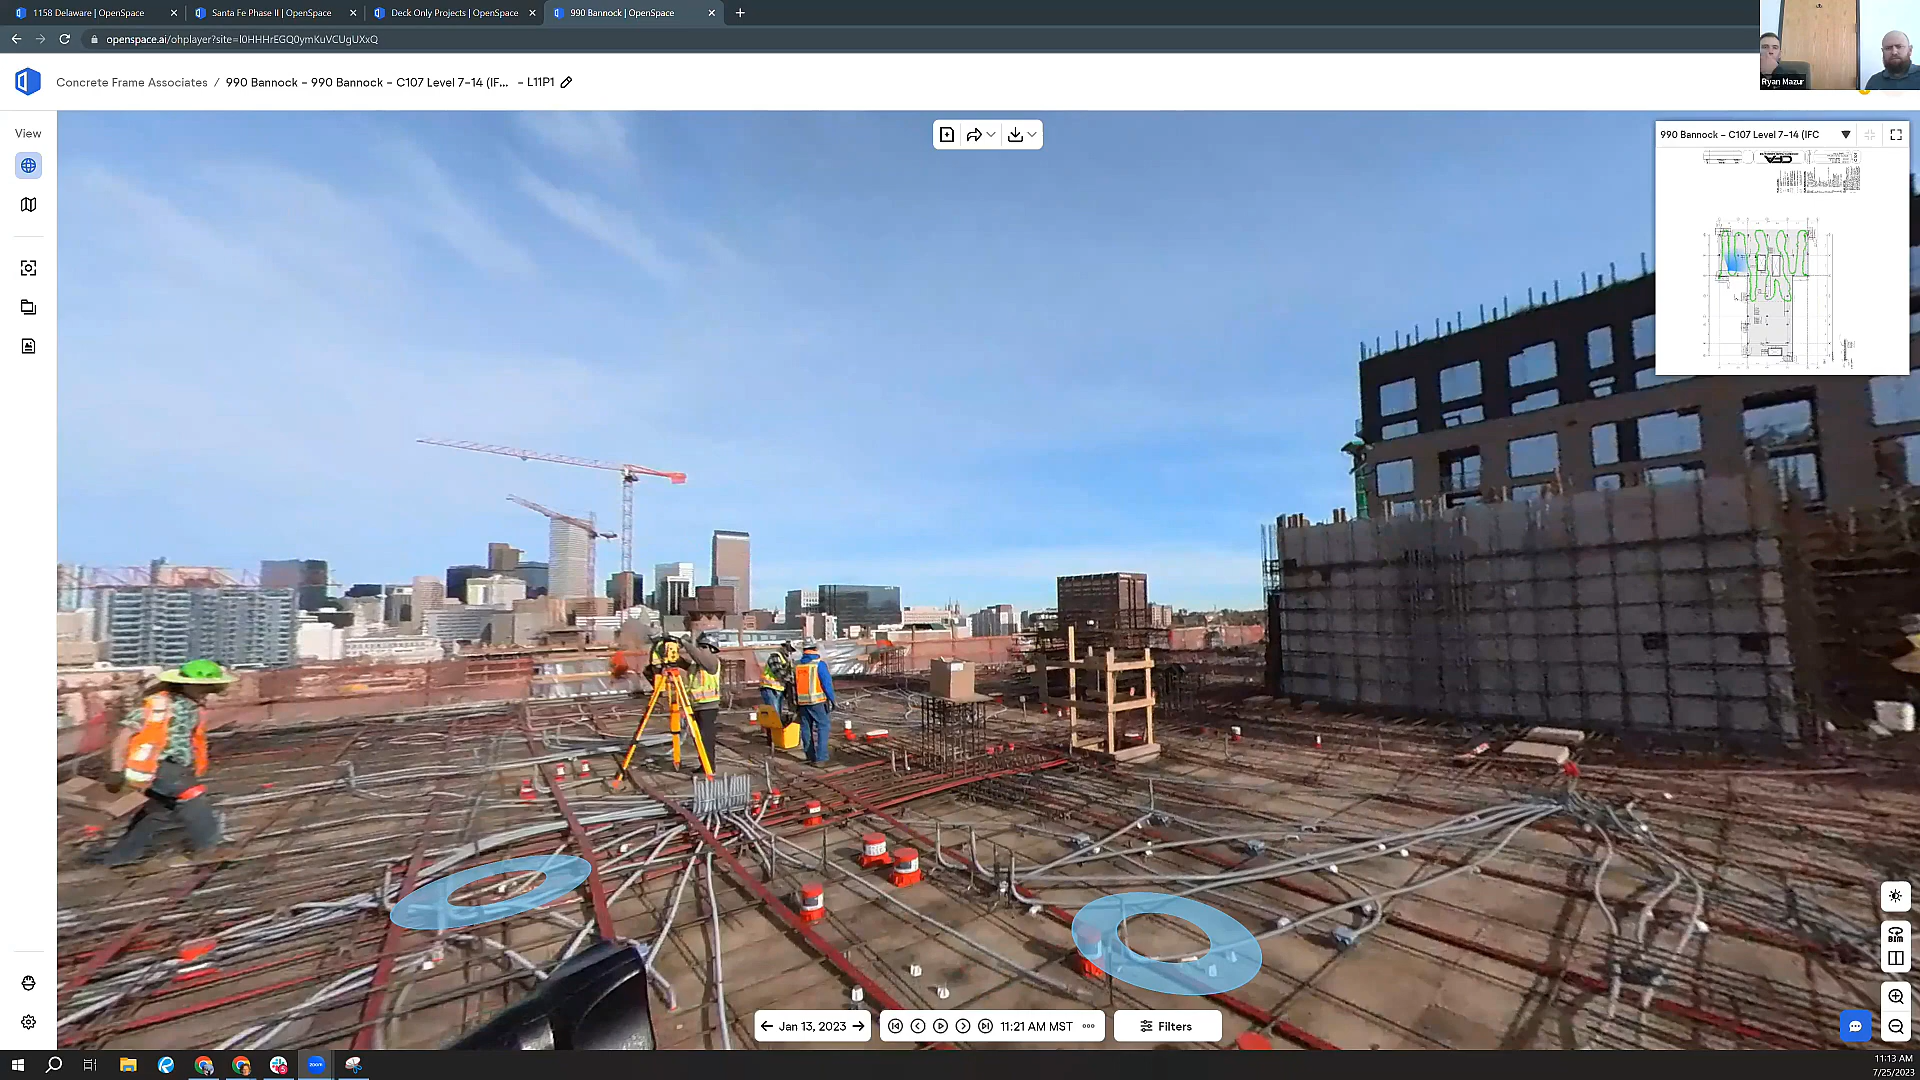 1158 Delaware | OpenSpace
Santa Fe Phase II | OpenSpace
Deck Only Projects | OpenSpace
990 Bannock | OpenSpace
openspace.ai/ohplayer?site=l0HHHrEGQ0ymKuVCUgUXxQ
Ryan Mazur
Concrete Frame Associates / 990 Bannock – 990 Bannock – C107 Level 7–14 (IF... – L11P1
View
990 Bannock – C107 Level 7–14 (IFC
CFA
BIM
Jan 13, 2023
11:21 AM MST
Filters
zoom
11:13 AM
7/25/2023